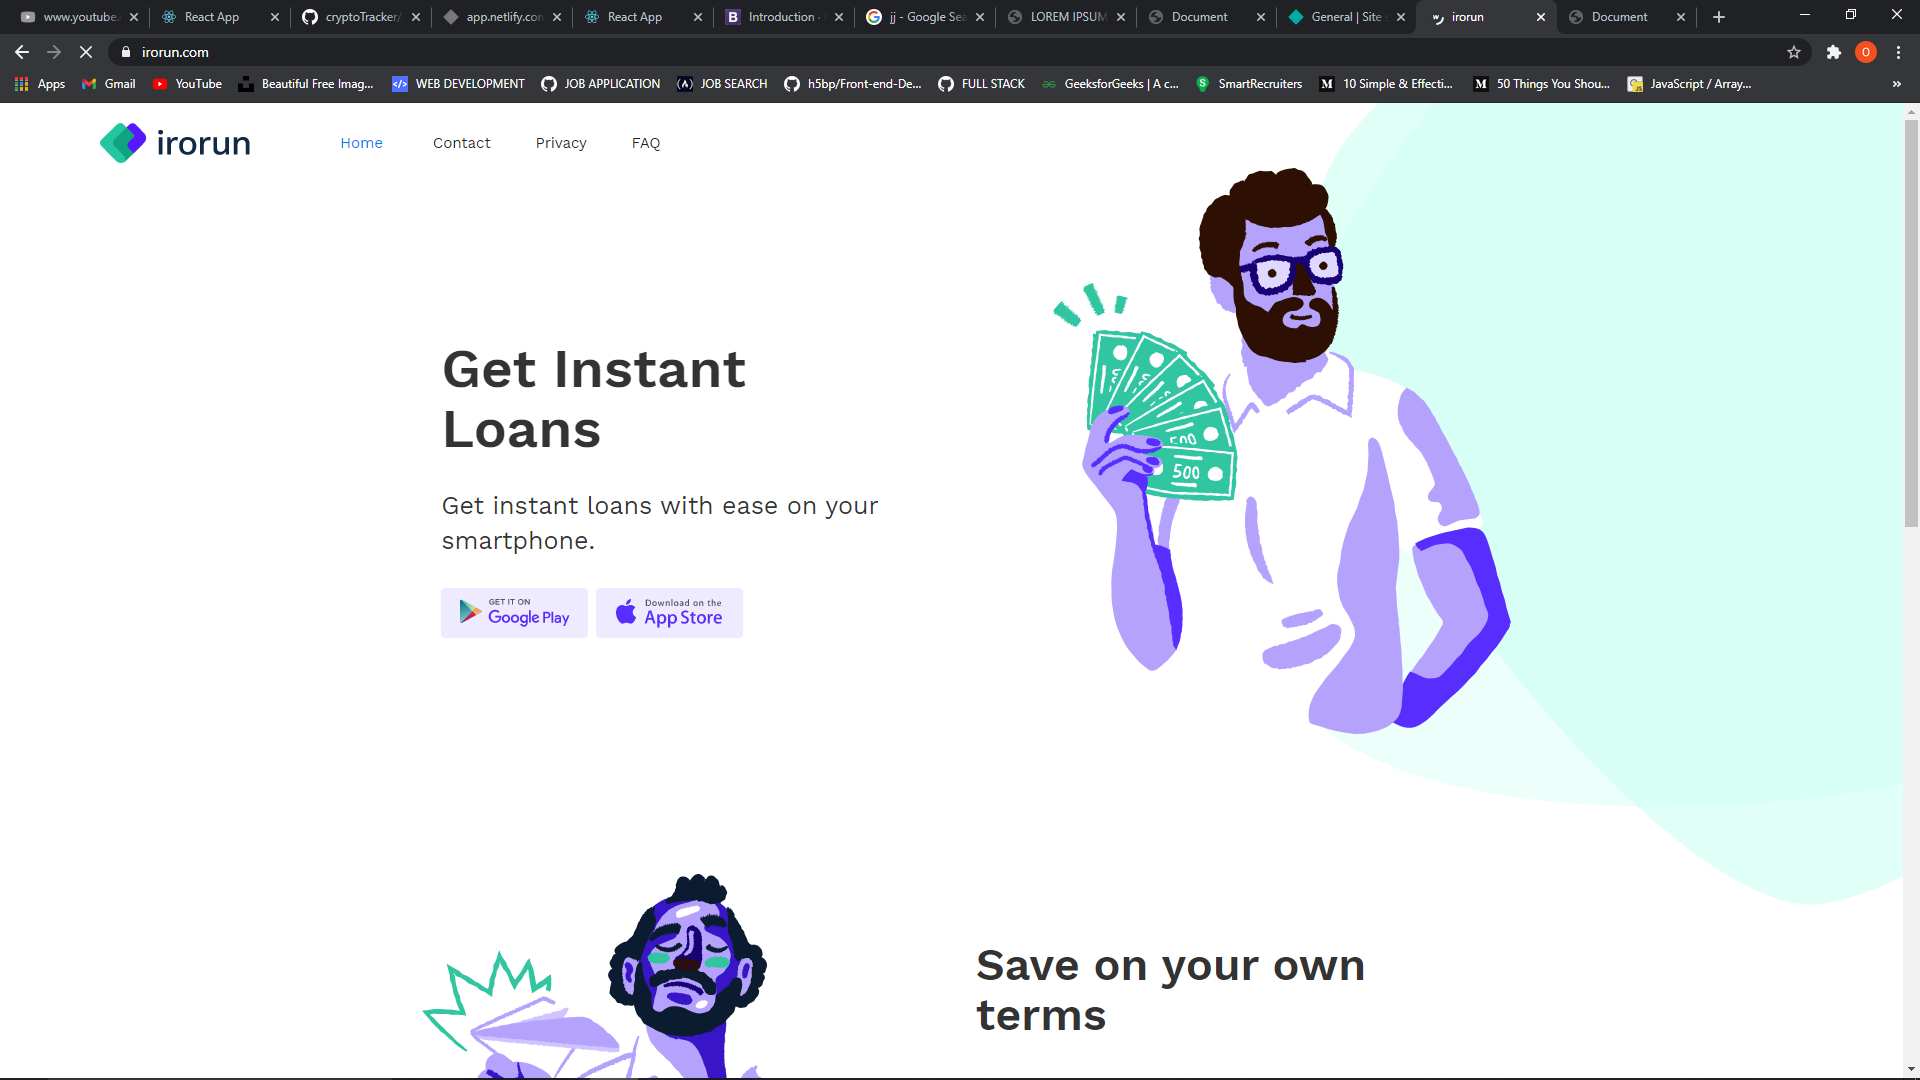 www.youtube.
React App
cryptoTracker/
app.netlify.con
React App
Introduction ·
jj - Google Sea
LOREM IPSUM
Document
General | Site
irorun
Document
irorun.com
O
Apps
Gmail
YouTube
Beautiful Free Imag...
WEB DEVELOPMENT
JOB APPLICATION
JOB SEARCH
h5bp/Front-end-De...
FULL STACK
GeeksforGeeks | A c...
SmartRecruiters
10 Simple & Effecti...
50 Things You Shou...
JavaScript / Array...
irorun
Home
Contact
Privacy
FAQ
500
500
Get Instant
Loans
Get instant loans with ease on your
smartphone.
GET IT ON
Google Play
Download on the
App Store
Save on your own
terms